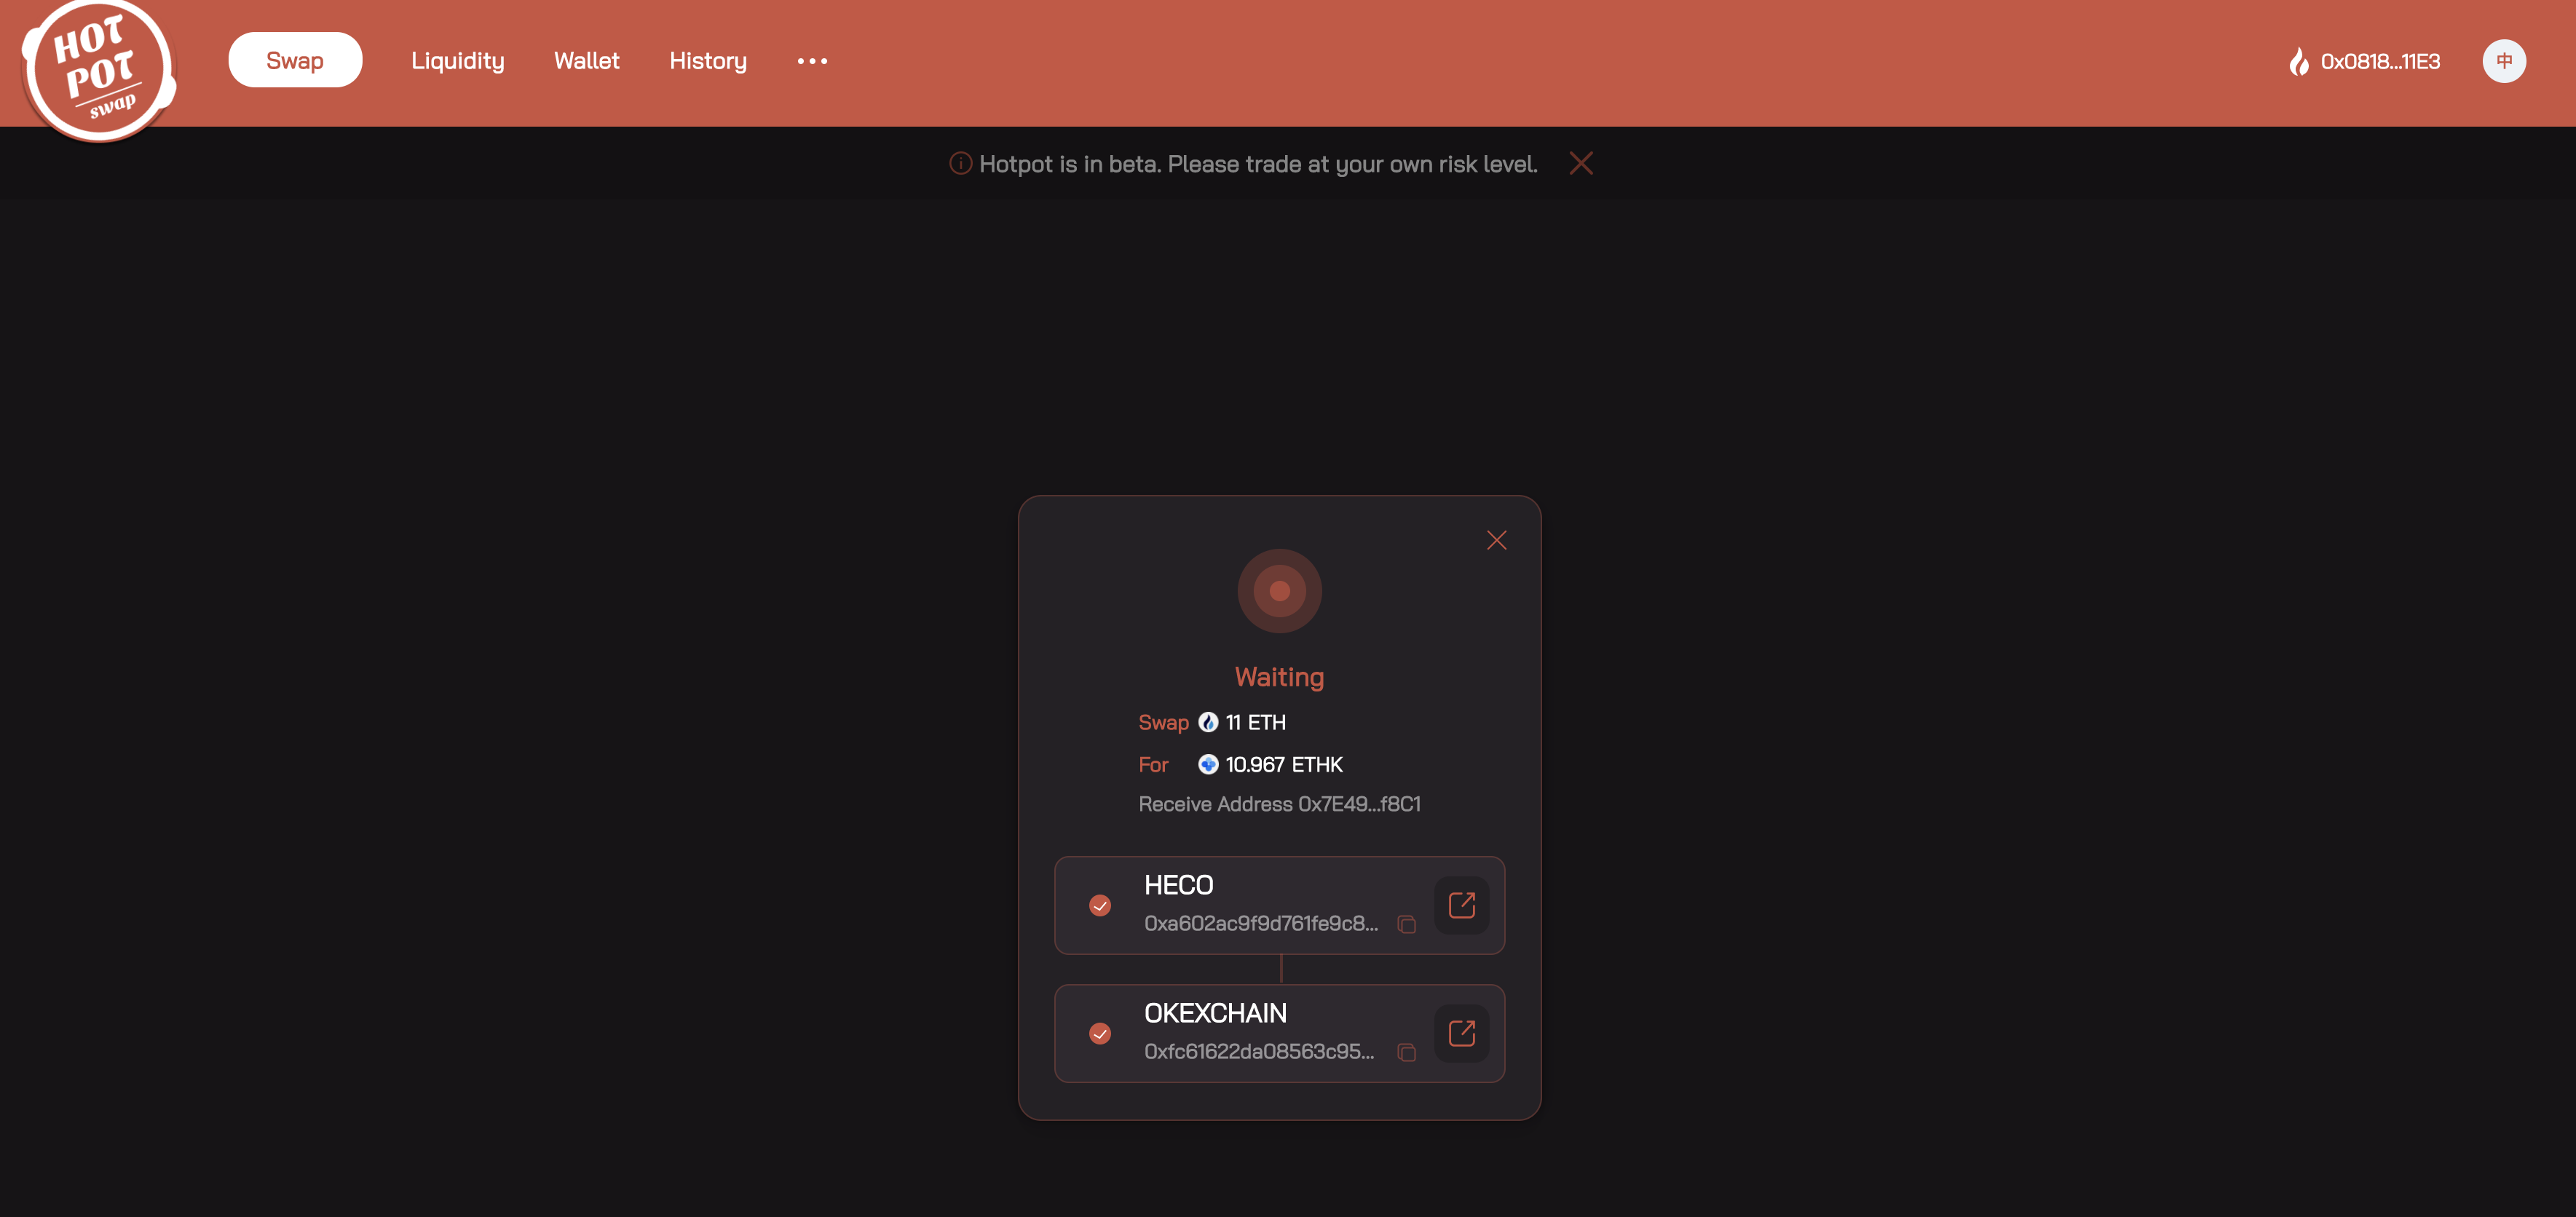 HOT
POT
swap
Swap Liquidity Wallet History ••• 0x0818...11E3 中
Hotpot is in beta. Please trade at your own risk level.
Waiting
Swap 11 ETH
For 10.967 ETHK
Receive Address 0x7E49...f8C1
HECO
0xa602ac9f9d761fe9c8...
OKEXCHAIN
0xfc61622da08563c95...